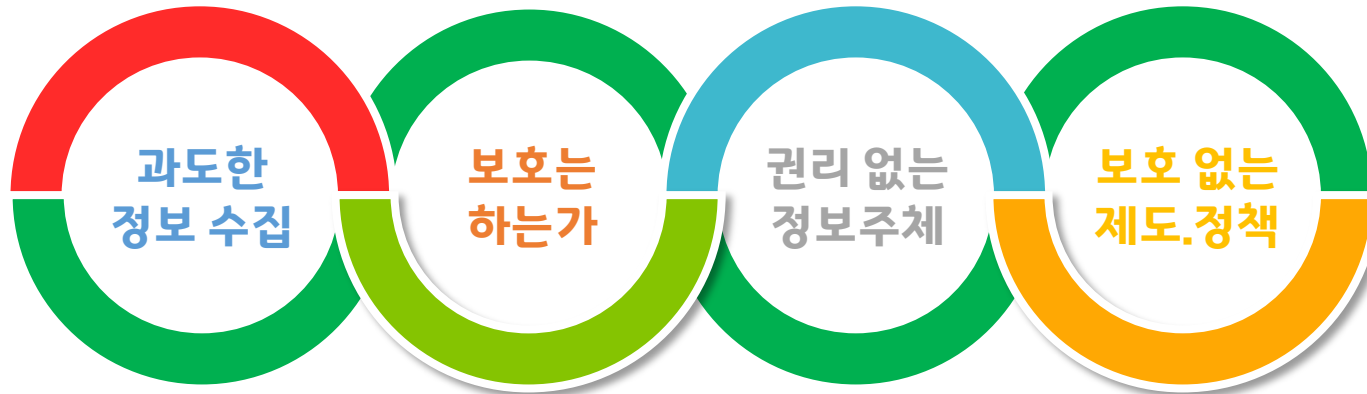 과도한
정보 수집
보호는
하는가
권리 없는
정보주체
보호 없는
제도.정책